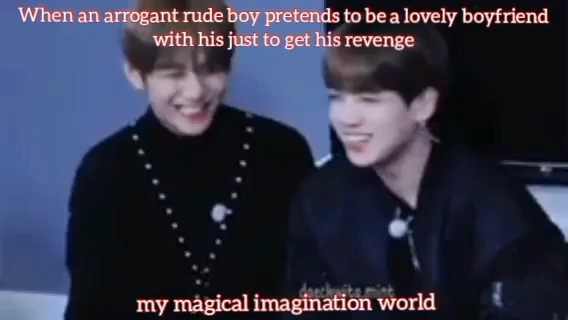 When an arrogant rude boy pretends to be a lovely boyfriend
with his just to get his revenge
my magical imagination world